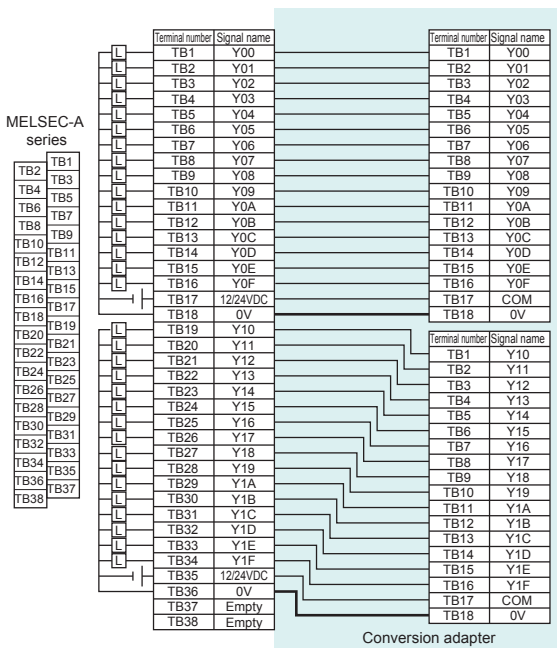 MELSEC-A
series
TB1
TB2
TB3
TB4
TB5
TB6
TB7
TB8
TB9
TB10
TB11
TB12
TB13
TB14
TB15
TB16
TB17
TB18
TB19
TB20
TB21
TB22
TB23
TB24
TB25
TB26
TB27
TB28
TB29
TB30
TB31
TB32
TB33
TB34
TB35
TB36
TB37
TB38
Terminal number Signal name
L TB1 Y00
L TB2 Y01
L TB3 Y02
L TB4 Y03
L TB5 Y04
L TB6 Y05
L TB7 Y06
L TB8 Y07
L TB9 Y08
L TB10 Y09
L TB11 Y0A
L TB12 Y0B
L TB13 Y0C
L TB14 Y0D
L TB15 Y0E
L TB16 Y0F
TB17 12/24VDC
TB18 0V
L TB19 Y10
L TB20 Y11
L TB21 Y12
L TB22 Y13
L TB23 Y14
L TB24 Y15
L TB25 Y16
L TB26 Y17
L TB27 Y18
L TB28 Y19
L TB29 Y1A
L TB30 Y1B
L TB31 Y1C
L TB32 Y1D
L TB33 Y1E
L TB34 Y1F
TB35 12/24VDC
TB36 0V
TB37 Empty
TB38 Empty
Terminal number Signal name
TB1 Y00
TB2 Y01
TB3 Y02
TB4 Y03
TB5 Y04
TB6 Y05
TB7 Y06
TB8 Y07
TB9 Y08
TB10 Y09
TB11 Y0A
TB12 Y0B
TB13 Y0C
TB14 Y0D
TB15 Y0E
TB16 Y0F
TB17 COM
TB18 0V
Terminal number Signal name
TB1 Y10
TB2 Y11
TB3 Y12
TB4 Y13
TB5 Y14
TB6 Y15
TB7 Y16
TB8 Y17
TB9 Y18
TB10 Y19
TB11 Y1A
TB12 Y1B
TB13 Y1C
TB14 Y1D
TB15 Y1E
TB16 Y1F
TB17 COM
TB18 0V
Conversion adapter